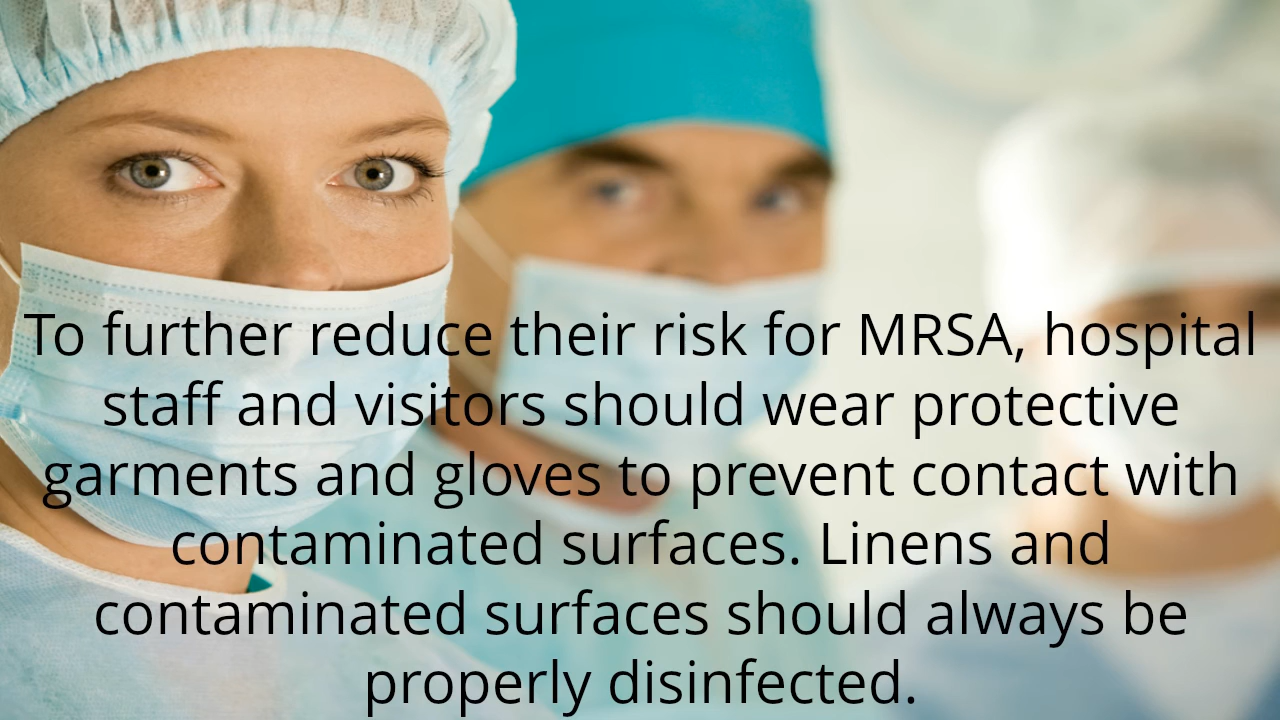 To further reduce their risk for MRSA, hospital
staff and visitors should wear protective
garments and gloves to prevent contact with
contaminated surfaces. Linens and
contaminated surfaces should always be
properly disinfected.